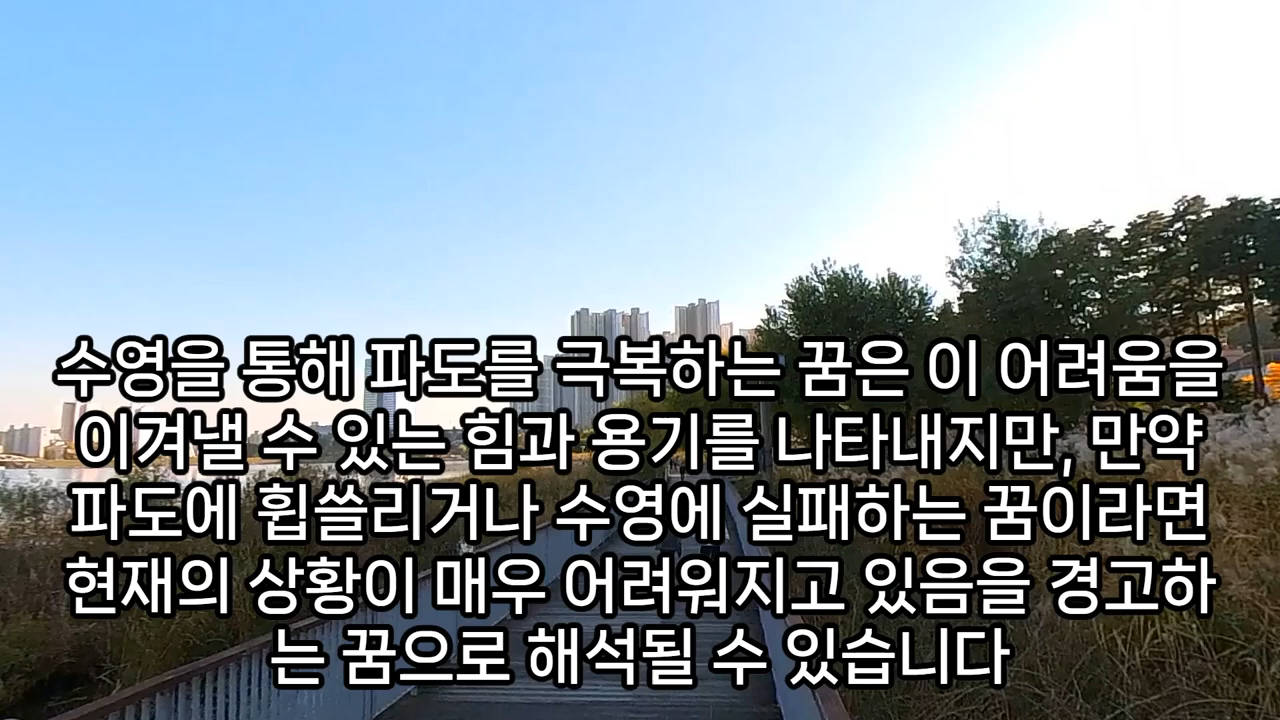 수영을 통해 파도를 극복하는 꿈은 이 어려움을
이겨낼 수 있는 힘과 용기를 나타내지만, 만약
파도에 휩쓸리거나 수영에 실패하는 꿈이라면
현재의 상황이 매우 어려워지고 있음을 경고하
는 꿈으로 해석될 수 있습니다